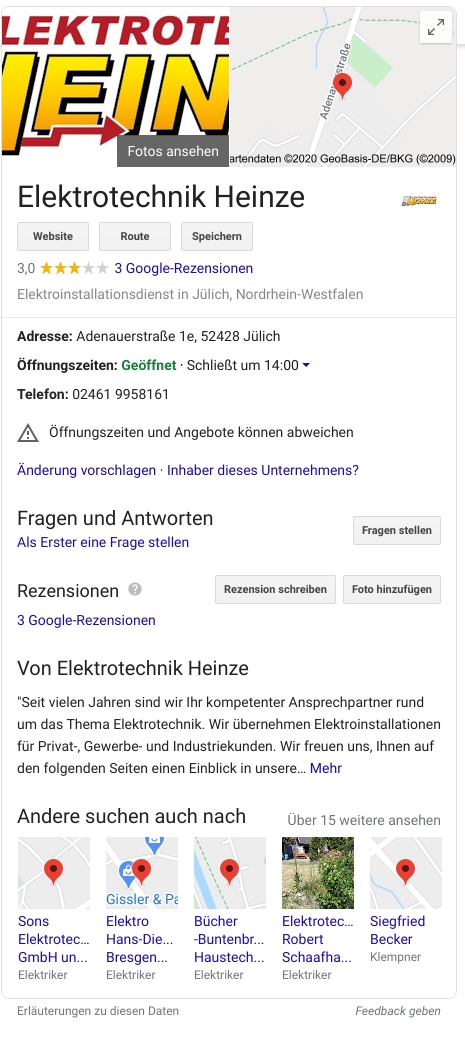 LEKTROTE
HEIN
Adenauerstraße
Fotos ansehen
artendaten ©2020 GeoBasis-DE/BKG (©2009)
Elektrotechnik Heinze
HEINZE
Website
Route
Speichern
3,0 3 Google-Rezensionen
Elektroinstallationsdienst in Jülich, Nordrhein-Westfalen
Adresse: Adenauerstraße 1e, 52428 Jülich
Öffnungszeiten: Geöffnet · Schließt um 14:00
Telefon: 02461 9958161
Öffnungszeiten und Angebote können abweichen
Änderung vorschlagen · Inhaber dieses Unternehmens?
Fragen und Antworten
Als Erster eine Frage stellen
Fragen stellen
Rezensionen ?
Rezension schreiben
Foto hinzufügen
3 Google-Rezensionen
Von Elektrotechnik Heinze
"Seit vielen Jahren sind wir Ihr kompetenter Ansprechpartner rund
um das Thema Elektrotechnik. Wir übernehmen Elektroinstallationen
für Privat-, Gewerbe- und Industriekunden. Wir freuen uns, Ihnen auf
den folgenden Seiten einen Einblick in unsere... Mehr
Andere suchen auch nach
Über 15 weitere ansehen
Gissler & Pa
Sons
Elektrotec...
GmbH un...
Elektriker
Elektro
Hans-Die...
Bresgen...
Elektriker
Bücher
-Buntenbr...
Haustech...
Elektriker
Elektrotec...
Robert
Schaafha...
Elektriker
Siegfried
Becker
Klempner
Erläuterungen zu diesen Daten
Feedback geben